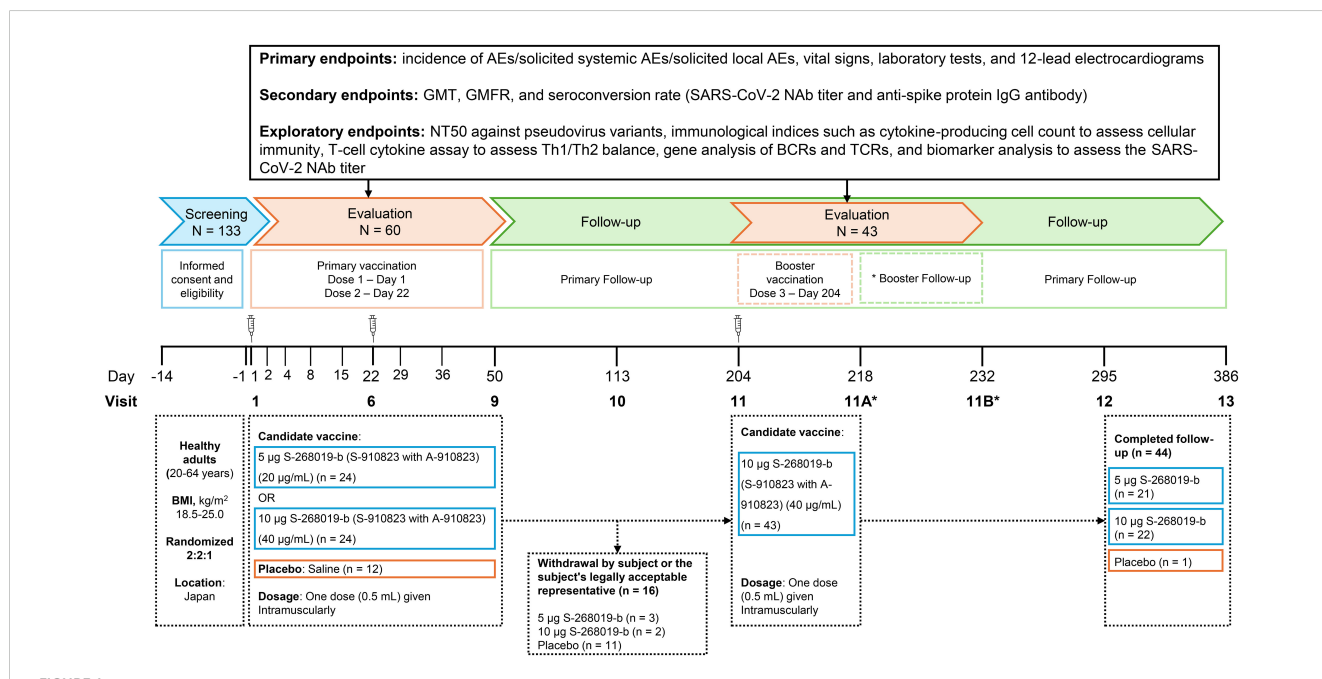 Primary endpoints: incidence of AEs/solicited systemic AEs/solicited local AEs, vital signs, laboratory tests, and 12-lead electrocardiograms
Secondary endpoints: GMT, GMFR, and seroconversion rate (SARS-CoV-2 NAb titer and anti-spike protein IgG antibody)
Exploratory endpoints: NT50 against pseudovirus variants, immunological indices such as cytokine-producing cell count to assess cellular
immunity, T-cell cytokine assay to assess Th1/Th2 balance, gene analysis of BCRs and TCRs, and biomarker analysis to assess the SARS-
CoV-2 NAb titer
Screening
N = 133
Evaluation
N = 60
Follow-up
Evaluation
N = 43
Follow-up
Informed
consent and
eligibility
Primary vaccination
Dose 1 – Day 1
Dose 2 – Day 22
Primary Follow-up
Booster
vaccination
Dose 3 – Day 204
* Booster Follow-up
Primary Follow-up
Day -14 -1 1 2 4 8 15 22 29 36 50 113 204 218 232 295 386
Visit 1 6 9 10 11 11A* 11B* 12 13
Healthy
adults
(20-64 years)
BMI, kg/m²
18.5-25.0
Randomized
2:2:1
Location:
Japan
Candidate vaccine:
5 µg S-268019-b (S-910823 with A-910823)
(20 µg/mL) (n = 24)
OR
10 µg S-268019-b (S-910823 with A-910823)
(40 µg/mL) (n = 24)
Placebo: Saline (n = 12)
Dosage: One dose (0.5 mL) given
Intramuscularly
Withdrawal by subject or the
subject's legally acceptable
representative (n = 16)
5 µg S-268019-b (n = 3)
10 µg S-268019-b (n = 2)
Placebo (n = 11)
Candidate vaccine:
10 µg S-268019-b
(S-910823 with A-
910823) (40 µg/mL)
(n = 43)
Dosage: One dose
(0.5 mL) given
Intramuscularly
Completed follow-
up (n = 44)
5 µg S-268019-b
(n = 21)
10 µg S-268019-b
(n = 22)
Placebo (n = 1)